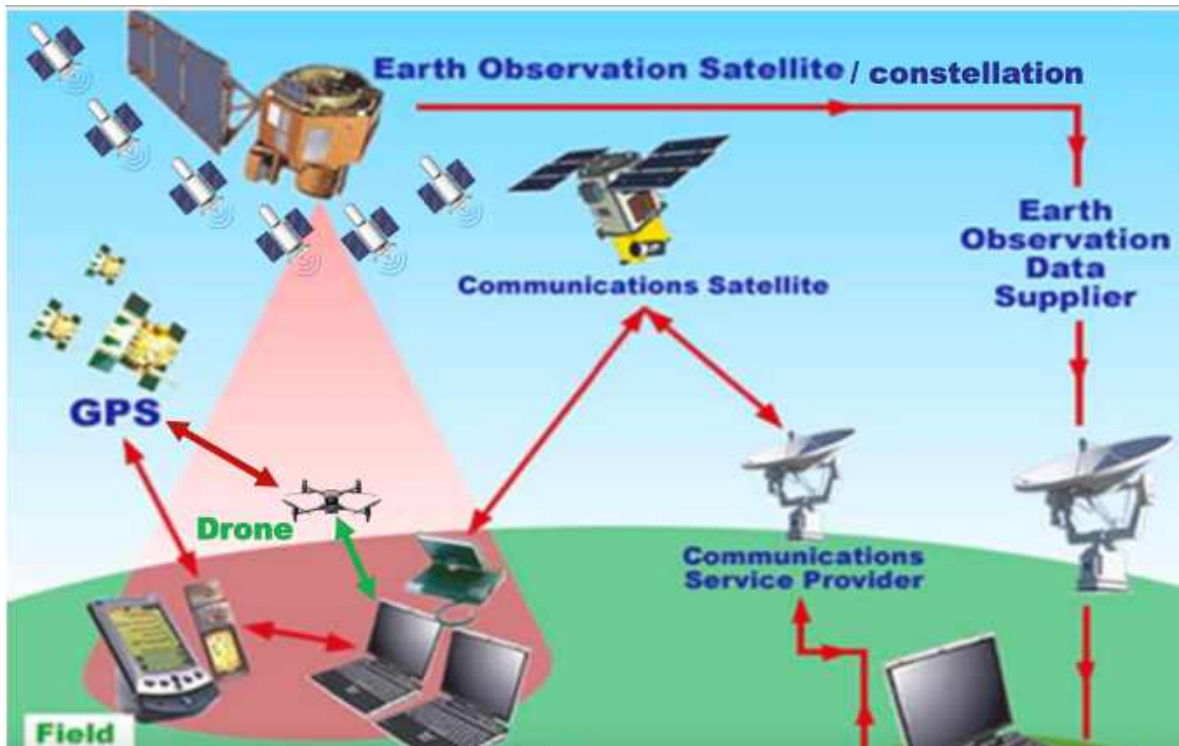 Earth Observation Satellite / constellation
Earth
Observation
Data
Supplier
Communications Satellite
GPS
Drone
Communications
Service Provider
Field